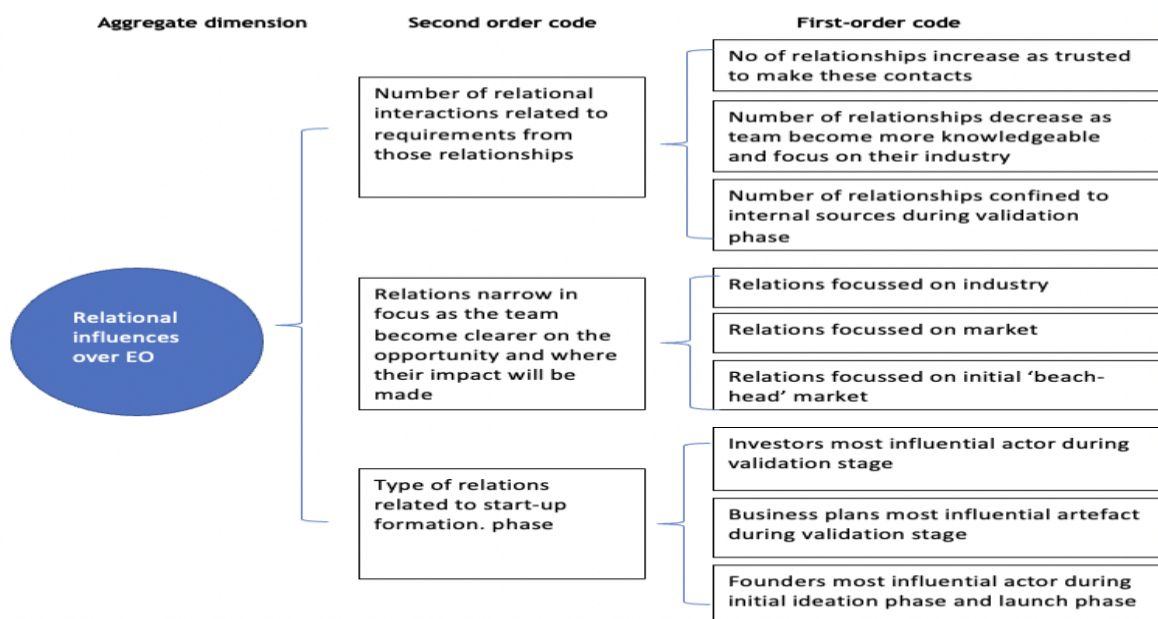 Aggregate dimension
Second order code
First-order code
Relational
influences
over EO
Number of relational
interactions related to
requirements from
those relationships
No of relationships increase as trusted
to make these contacts
Number of relationships decrease as
team become more knowledgeable
and focus on their industry
Number of relationships confined to
internal sources during validation
phase
Relations narrow in
focus as the team
become clearer on the
opportunity and where
their impact will be
made
Relations focussed on industry
Relations focussed on market
Relations focussed on initial ‘beach-
head’ market
Type of relations
related to start-up
formation. phase
Investors most influential actor during
validation stage
Business plans most influential artefact
during validation stage
Founders most influential actor during
initial ideation phase and launch phase